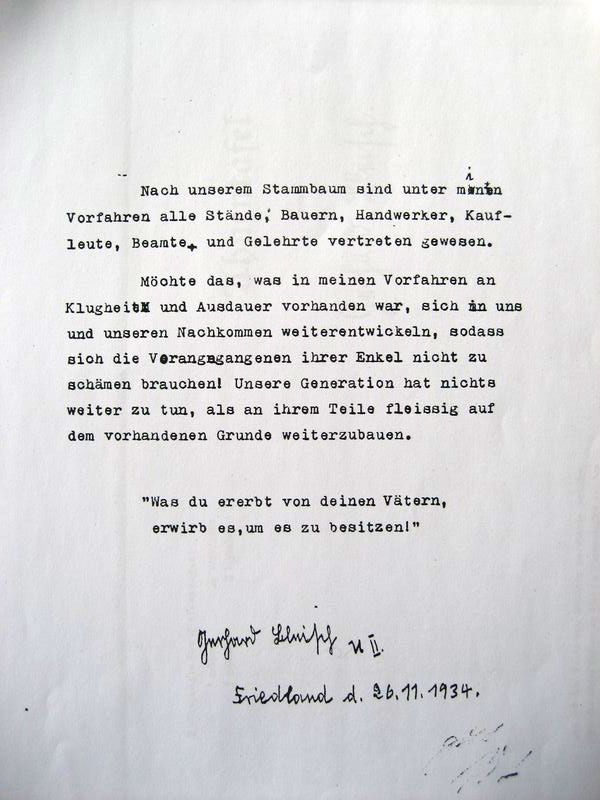 Nach unserem Stammbaum sind unter meinen
Vorfahren alle Stände, Bauern, Handwerker, Kauf-
leute, Beamte, und Gelehrte vertreten gewesen.
Möchte das, was in meinen Vorfahren an
Klugheit und Ausdauer vorhanden war, sich in uns
und unseren Nachkommen weiterentwickeln, sodass
sich die Vorangegangenen ihrer Enkel nicht zu
schämen brauchen! Unsere Generation hat nichts
weiter zu tun, als an ihrem Teile fleissig auf
dem vorhandenen Grunde weiterzubauen.
"Was du ererbt von deinen Vätern,
erwirb es,um es zu besitzen!"
Gerhard U II.
Friedland d. 26.11.1934.